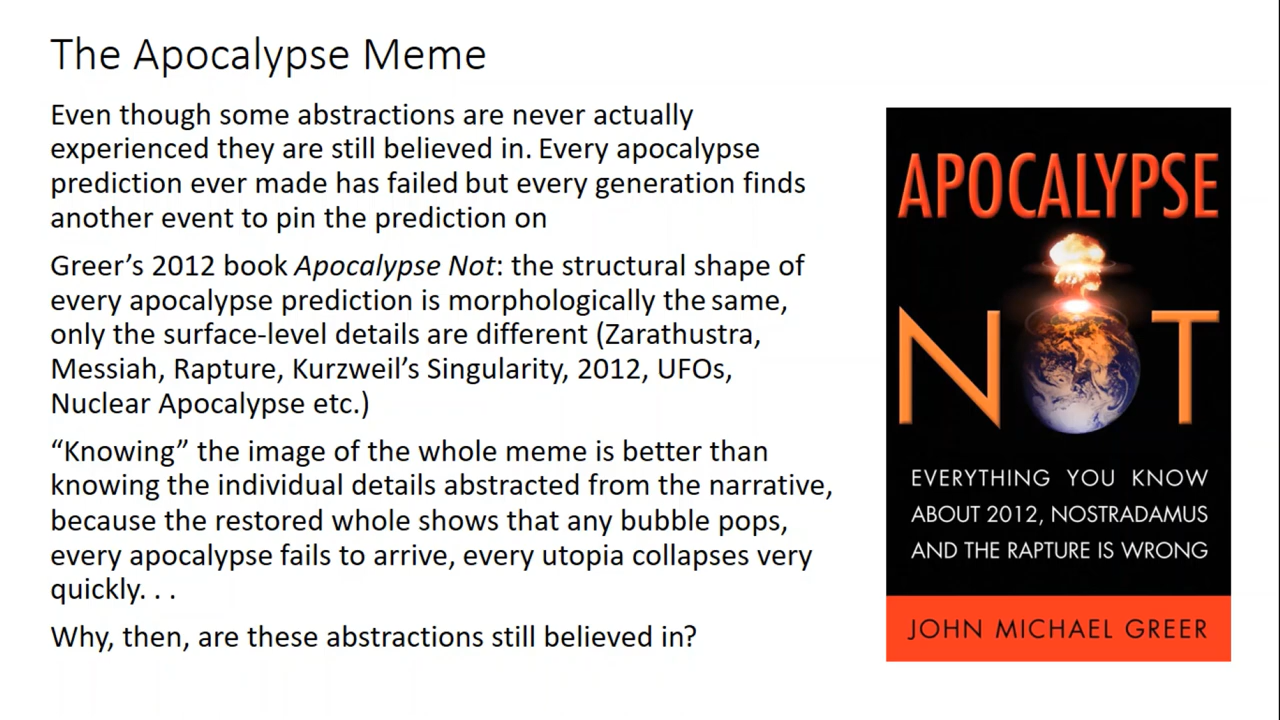 The Apocalypse Meme
Even though some abstractions are never actually
experienced they are still believed in. Every apocalypse
prediction ever made has failed but every generation finds
another event to pin the prediction on
Greer’s 2012 book Apocalypse Not: the structural shape of
every apocalypse prediction is morphologically the same,
only the surface-level details are different (Zarathustra,
Messiah, Rapture, Kurzweil’s Singularity, 2012, UFOs,
Nuclear Apocalypse etc.)
“Knowing” the image of the whole meme is better than
knowing the individual details abstracted from the narrative,
because the restored whole shows that any bubble pops,
every apocalypse fails to arrive, every utopia collapses very
quickly. . .
Why, then, are these abstractions still believed in?
APOCALYPSE
NOT
EVERYTHING YOU KNOW
ABOUT 2012, NOSTRADAMUS
AND THE RAPTURE IS WRONG
JOHN MICHAEL GREER